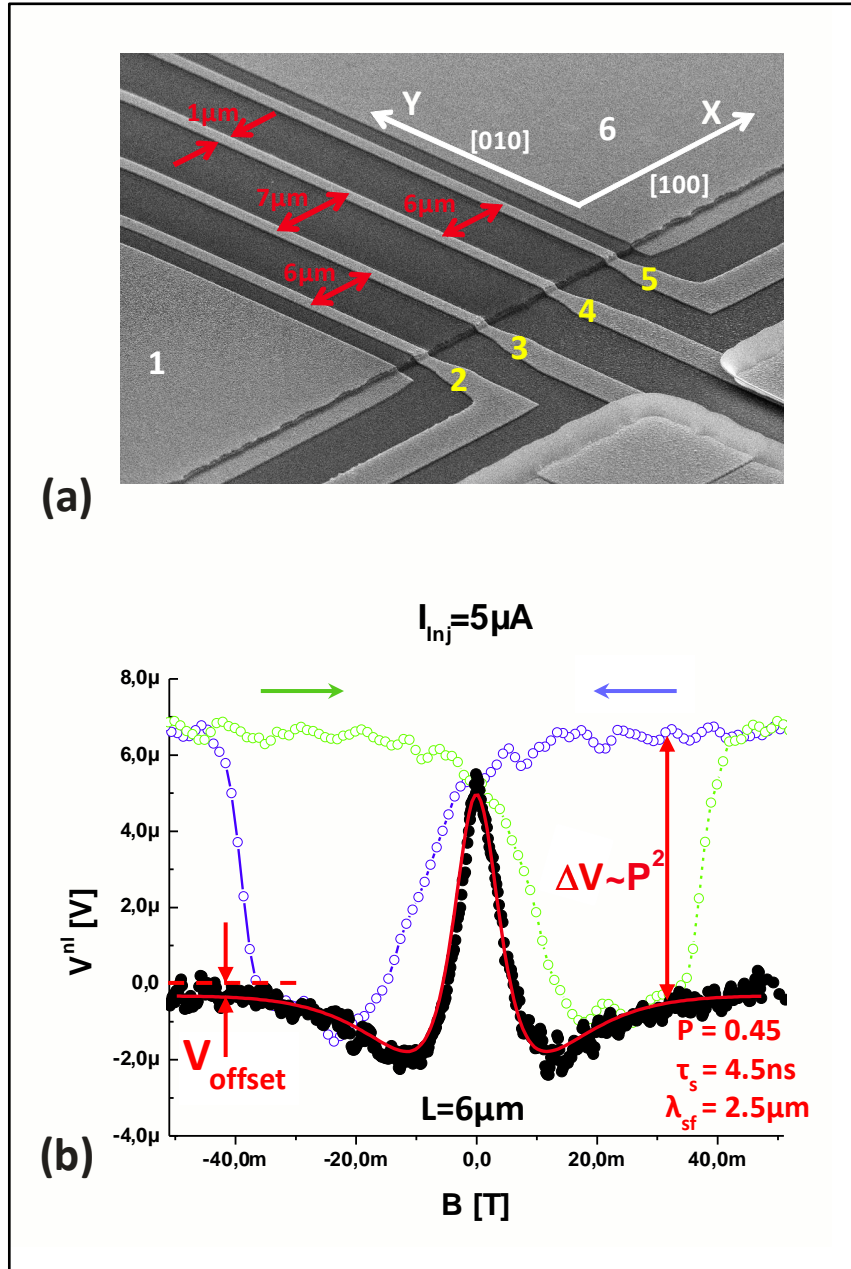 Y
6
X
1µm
[010]
[100]
7µm
6µm
6µm
5
4
3
2
1
(a)
I_Inj=5µA
8,0µ
6,0µ
4,0µ
2,0µ
0,0
-2,0µ
-4,0µ
V^nl [V]
ΔV~P²
V_offset
L=6µm
P = 0.45
τ_s = 4.5ns
λ_sf = 2.5µm
-40,0m -20,0m 0,0 20,0m 40,0m
B [T]
(b)